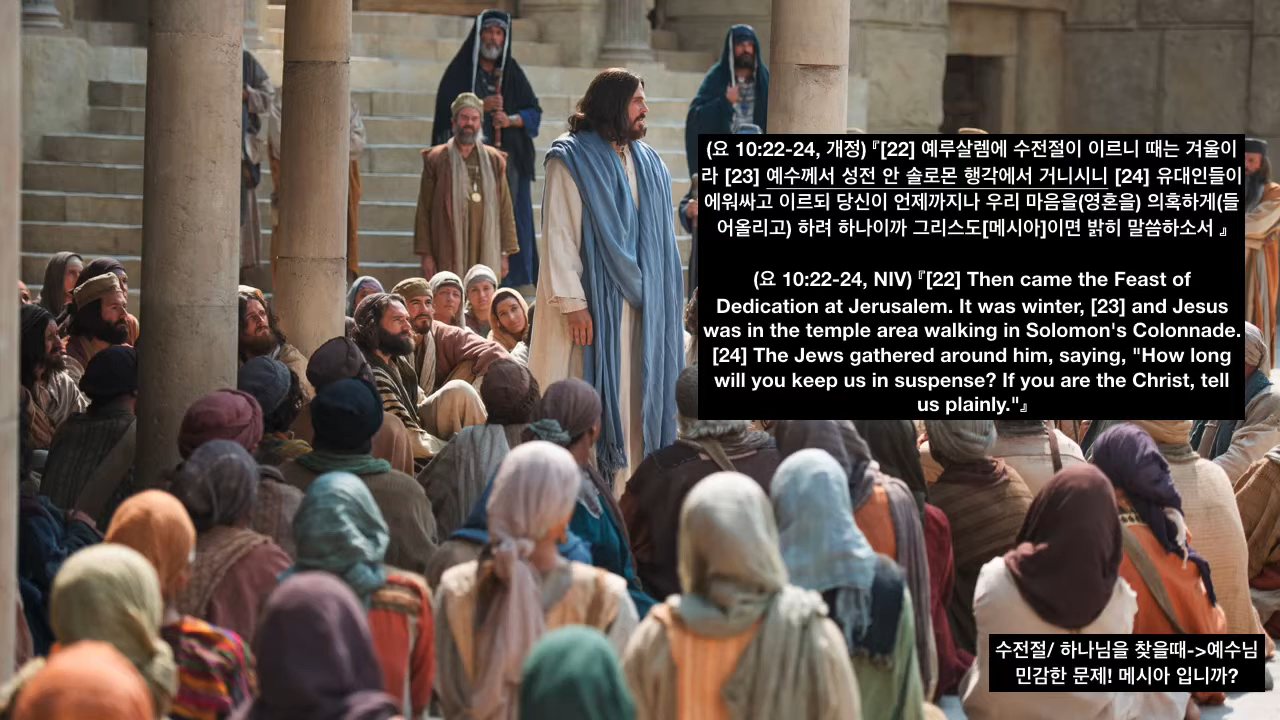 (요 10:22-24, 개정)『[22] 예루살렘에 수전절이 이르니 때는 겨울이
라 [23] 예수께서 성전 안 솔로몬 행각에서 거니시니 [24] 유대인들이
에워싸고 이르되 당신이 언제까지나 우리 마음을(영혼을) 의혹하게(들
어올리고) 하려 하나이까 그리스도[메시아]이면 밝히 말씀하소서 』
(요 10:22-24, NIV)『[22] Then came the Feast of
Dedication at Jerusalem. It was winter, [23] and Jesus
was in the temple area walking in Solomon's Colonnade.
[24] The Jews gathered around him, saying, "How long
will you keep us in suspense? If you are the Christ, tell
us plainly."』
수전절/ 하나님을 찾을때->예수님
민감한 문제! 메시아 입니까?